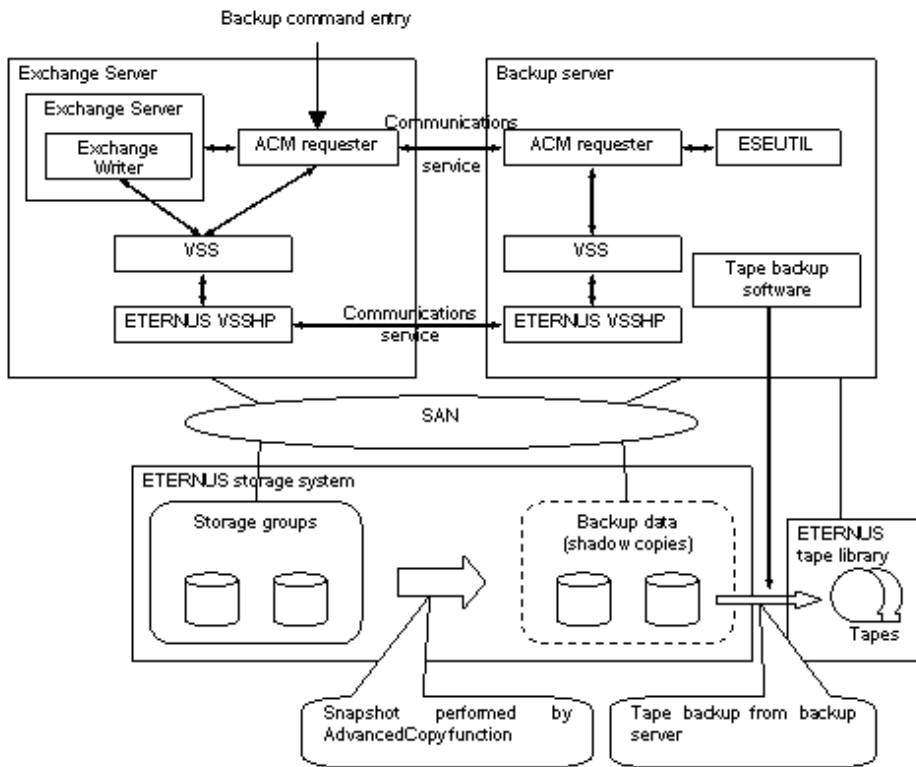 Backup command entry
Exchange Server
Backup server
Exchange Server
Exchange
Writer
ACM requester
Communications
service
ACM requester
ESEUTIL
VSS
VSS
Tape backup
software
ETERNUS VSSHP
Communications
service
ETERNUS VSSHP
SAN
ETERNUS storage system
Storage groups
Backup data
(shadow copies)
ETERNUS
tape library
Tapes
Snapshot performed by
AdvancedCopy function
Tape backup from backup
server